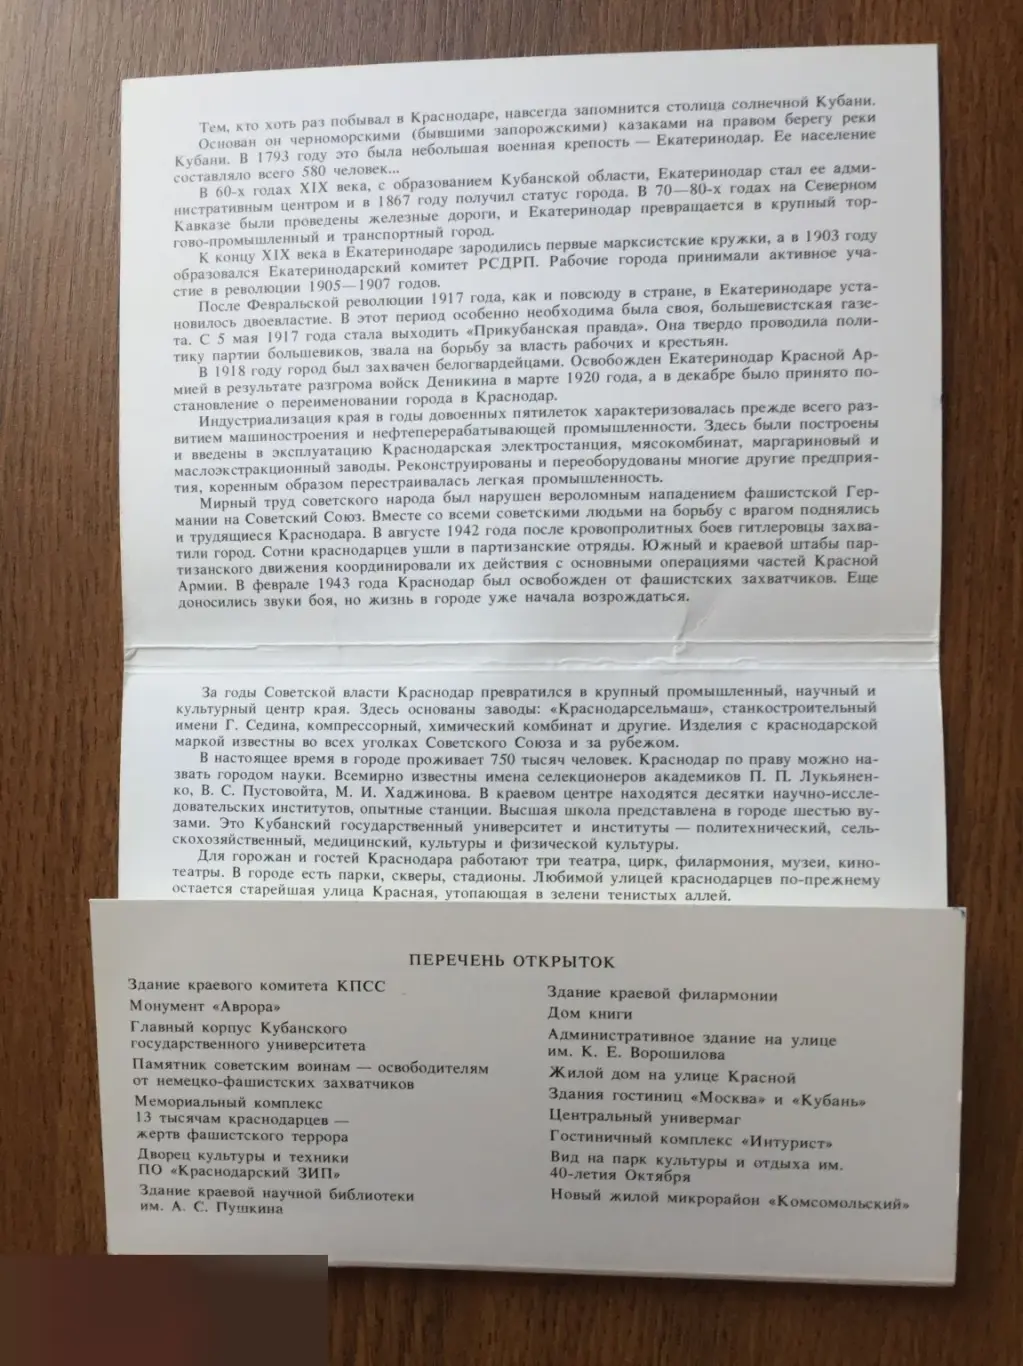 Тем, кто хоть раз побывал в Краснодаре, навсегда запомнится столица солнечной Кубани.
Основан он черноморскими (бывшими запорожскими) казаками на правом берегу реки
Кубани. В 1793 году это была небольшая военная крепость — Екатеринодар. Ее население
составляло всего 580 человек...
В 60-х годах XIX века, с образованием Кубанской области, Екатеринодар стал ее адми-
нистративным центром и в 1867 году получил статус города. В 70—80-х годах на Северном
Кавказе были проведены железные дороги, и Екатеринодар превращается в крупный тор-
гово-промышленный и транспортный город.
К концу XIX века в Екатеринодаре зародились первые марксистские кружки, а в 1903 году
образовался Екатеринодарский комитет РСДРП. Рабочие города принимали активное уча-
стие в революции 1905—1907 годов.
После Февральской революции 1917 года, как и повсюду в стране, в Екатеринодаре уста-
новилось двоевластие. В этот период особенно необходима была своя, большевистская газе-
та. С 5 мая 1917 года стала выходить «Прикубанская правда». Она твердо проводила поли-
тику партии большевиков, звала на борьбу за власть рабочих и крестьян.
В 1918 году город был захвачен белогвардейцами. Освобожден Екатеринодар Красной Ар-
мией в результате разгрома войск Деникина в марте 1920 года, а в декабре было принято по-
становление о переименовании города в Краснодар.
Индустриализация края в годы довоенных пятилеток характеризовалась прежде всего раз-
витием машиностроения и нефтеперерабатывающей промышленности. Здесь были построены
и введены в эксплуатацию Краснодарская электростанция, мясокомбинат, маргариновый и
маслоэкстракционный заводы. Реконструированы и переоборудованы многие другие предприя-
тия, коренным образом перестраивалась легкая промышленность.
Мирный труд советского народа был нарушен вероломным нападением фашистской Гер-
мании на Советский Союз. Вместе со всеми советскими людьми на борьбу с врагом поднялись
и трудящиеся Краснодара. В августе 1942 года после кровопролитных боев гитлеровцы захва-
тили город. Сотни краснодарцев ушли в партизанские отряды. Южный и краевой штабы пар-
тизанского движения координировали их действия с основными операциями частей Красной
Армии. В феврале 1943 года Краснодар был освобожден от фашистских захватчиков. Еще
доносились звуки боя, но жизнь в городе уже начала возрождаться.
За годы Советской власти Краснодар превратился в крупный промышленный, научный и
культурный центр края. Здесь основаны заводы: «Краснодарсельмаш», станкостроительный
имени Г. Седина, компрессорный, химический комбинат и другие. Изделия с краснодарской
маркой известны во всех уголках Советского Союза и за рубежом.
В настоящее время в городе проживает 750 тысяч человек. Краснодар по праву можно на-
звать городом науки. Всемирно известны имена селекционеров академиков П. П. Лукьянен-
ко, В. С. Пустовойта, М. И. Хаджинова. В краевом центре находятся десятки научно-иссле-
довательских институтов, опытные станции. Высшая школа представлена в городе шестью ву-
зами. Это Кубанский государственный университет и институты — политехнический, сель-
скохозяйственный, медицинский, культуры и физической культуры.
Для горожан и гостей Краснодара работают три театра, цирк, филармония, музеи, кино-
театры. В городе есть парки, скверы, стадионы. Любимой улицей краснодарцев по-прежнему
остается старейшая улица Красная, утопающая в зелени тенистых аллей.
ПЕРЕЧЕНЬ ОТКРЫТОК
Здание краевого комитета КПСС
Монумент «Аврора»
Главный корпус Кубанского
государственного университета
Памятник советским воинам — освободителям
от немецко-фашистских захватчиков
Мемориальный комплекс
13 тысячам краснодарцев —
жертв фашистского террора
Дворец культуры и техники
ПО «Краснодарский ЗИП»
Здание краевой научной библиотеки
им. А. С. Пушкина
Здание краевой филармонии
Дом книги
Административное здание на улице
им. К. Е. Ворошилова
Жилой дом на улице Красной
Здания гостиниц «Москва» и «Кубань»
Центральный универмаг
Гостиничный комплекс «Интурист»
Вид на парк культуры и отдыха им.
40-летия Октября
Новый жилой микрорайон «Комсомольский»